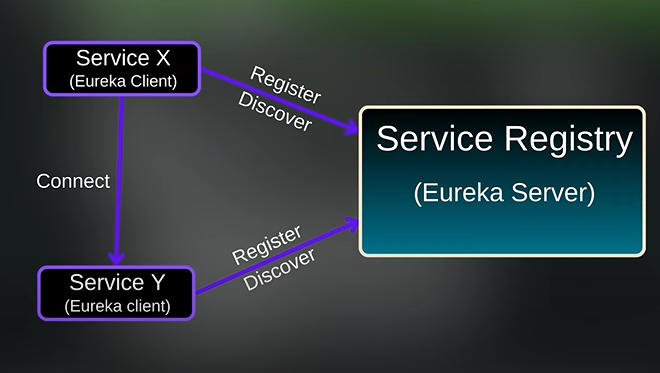 Service X
(Eureka Client)
Register
Discover
Service Registry
(Eureka Server)
Connect
Register
Discover
Service Y
(Eureka client)